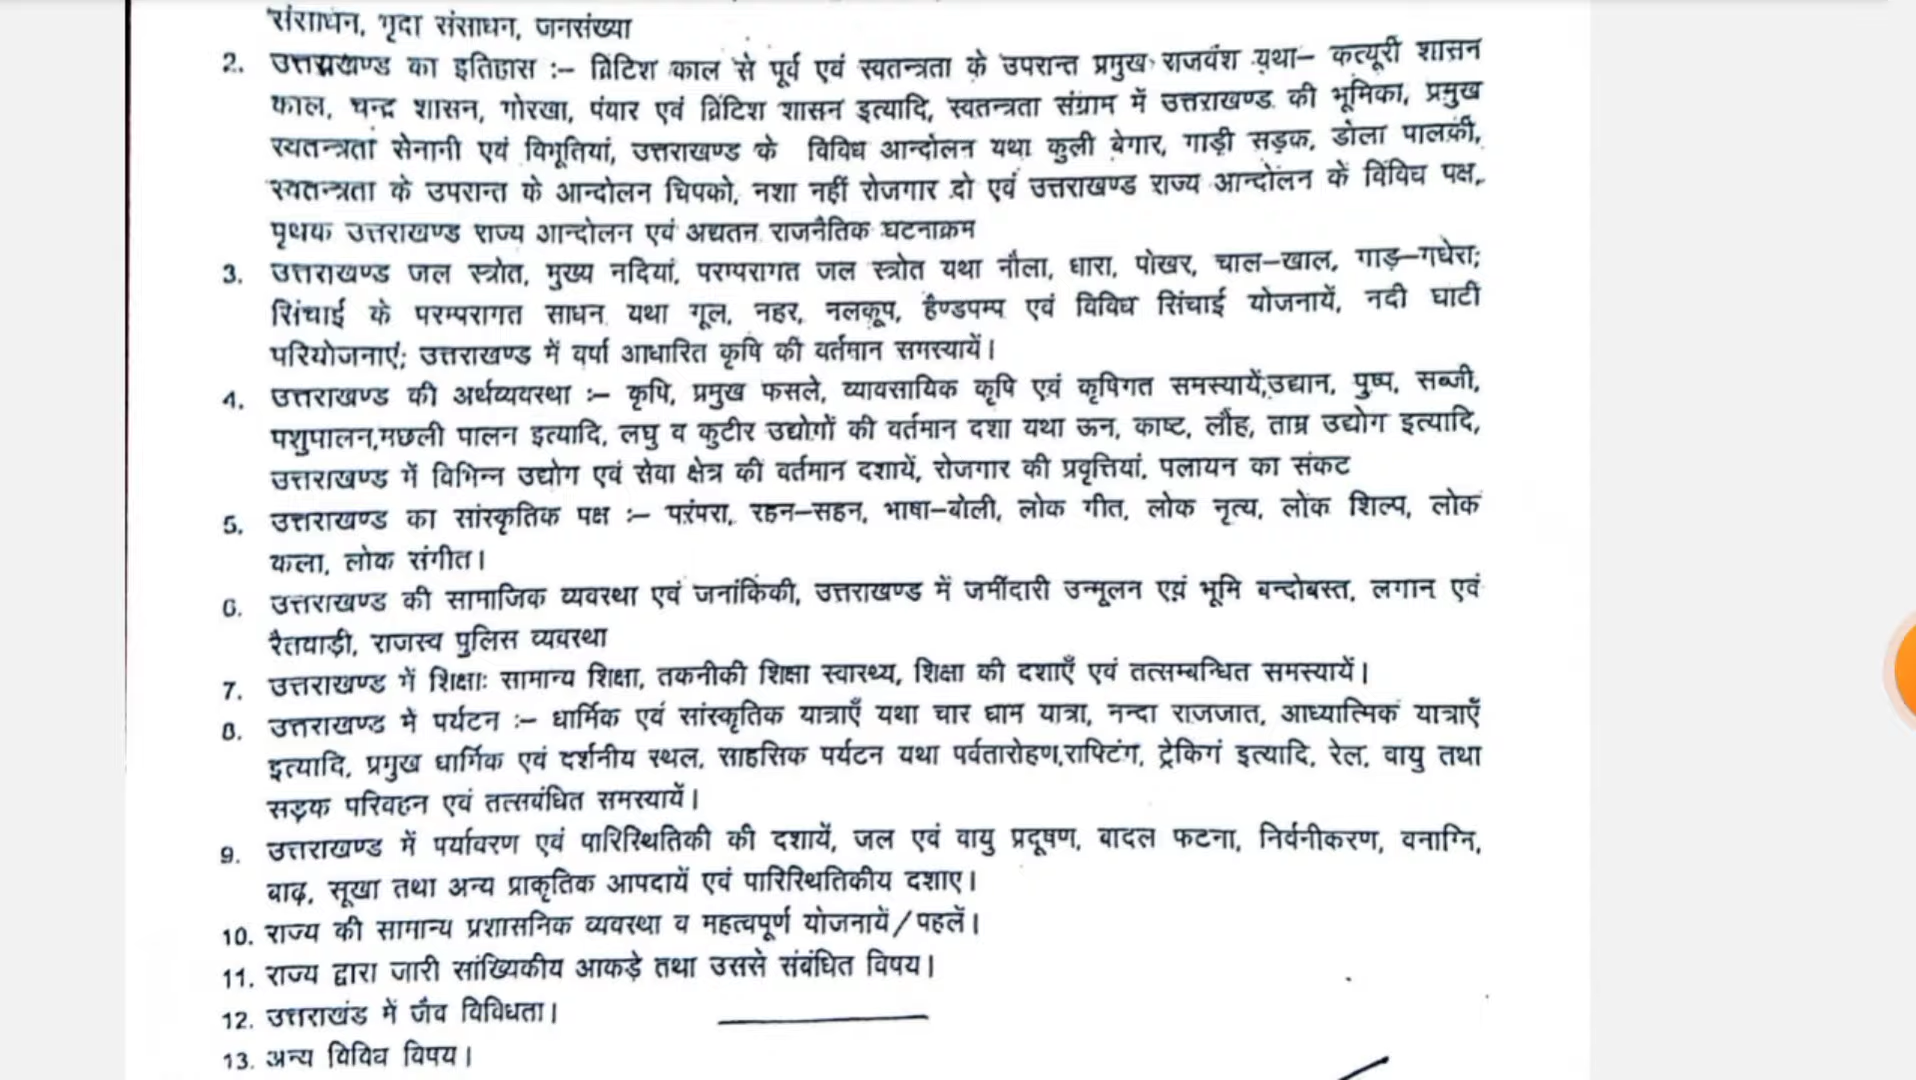 संसाधन, मृदा संसाधन, जनसंख्या
2. उत्तराखण्ड का इतिहास :– ब्रिटिश काल से पूर्व एवं स्वतन्त्रता के उपरान्त प्रमुख राजवंश यथा– कत्यूरी शासन
काल, चन्द्र शासन, गोरखा, पंवार एवं ब्रिटिश शासन इत्यादि, स्वतन्त्रता संग्राम में उत्तराखण्ड की भूमिका, प्रमुख
स्वतन्त्रता सेनानी एवं विभूतियां, उत्तराखण्ड के विविध आन्दोलन यथा कुली बेगार, गाड़ी सड़क, डोला पालकी,
स्वतन्त्रता के उपरान्त के आन्दोलन चिपको, नशा नहीं रोजगार दो एवं उत्तराखण्ड राज्य आन्दोलन के विविध पक्ष,
पृथक उत्तराखण्ड राज्य आन्दोलन एवं अद्यतन राजनैतिक घटनाक्रम
3. उत्तराखण्ड जल स्त्रोत, मुख्य नदियां, परम्परागत जल स्त्रोत यथा नौला, धारा, पोखर, चाल–खाल, गाड़–गधेरा;
सिंचाई के परम्परागत साधन यथा गूल, नहर, नलकूप, हैण्डपम्प एवं विविध सिंचाई योजनायें, नदी घाटी
परियोजनाएं; उत्तराखण्ड में वर्षा आधारित कृषि की वर्तमान समस्यायें।
4. उत्तराखण्ड की अर्थव्यवस्था :– कृषि, प्रमुख फसले, व्यावसायिक कृषि एवं कृषिगत समस्यायें,उद्यान, पुष्प, सब्जी,
पशुपालन,मछली पालन इत्यादि, लघु व कुटीर उद्योगों की वर्तमान दशा यथा ऊन, काष्ट, लौह, ताम्र उद्योग इत्यादि,
उत्तराखण्ड में विभिन्न उद्योग एवं सेवा क्षेत्र की वर्तमान दशायें, रोजगार की प्रवृत्तियां, पलायन का संकट
5. उत्तराखण्ड का सांस्कृतिक पक्ष :– परंपरा, रहन–सहन, भाषा–बोली, लोक गीत, लोक नृत्य, लोक शिल्प, लोक
कला, लोक संगीत।
6. उत्तराखण्ड की सामाजिक व्यवस्था एवं जनांकिकी, उत्तराखण्ड में जमींदारी उन्मूलन एवं भूमि बन्दोबस्त, लगान एवं
रैतवाड़ी, राजस्व पुलिस व्यवस्था
7. उत्तराखण्ड में शिक्षाः सामान्य शिक्षा, तकनीकी शिक्षा स्वास्थ्य, शिक्षा की दशाएँ एवं तत्सम्बन्धित समस्यायें।
8. उत्तराखण्ड में पर्यटन :– धार्मिक एवं सांस्कृतिक यात्राएँ यथा चार धाम यात्रा, नन्दा राजजात, आध्यात्मिक यात्राएँ
इत्यादि, प्रमुख धार्मिक एवं दर्शनीय स्थल, साहसिक पर्यटन यथा पर्वतारोहण,राफ्टिंग, ट्रेकिगं इत्यादि, रेल, वायु तथा
सड़क परिवहन एवं तत्सवंधित समस्यायें।
9. उत्तराखण्ड में पर्यावरण एवं पारिस्थितिकी की दशायें, जल एवं वायु प्रदूषण, बादल फटना, निर्वनीकरण, वनाग्नि,
बाढ़, सूखा तथा अन्य प्राकृतिक आपदायें एवं पारिस्थितिकीय दशाए।
10. राज्य की सामान्य प्रशासनिक व्यवस्था व महत्वपूर्ण योजनायें/पहलें।
11. राज्य द्वारा जारी सांख्यिकीय आकड़े तथा उससे संबंधित विषय।
12. उत्तराखंड में जैव विविधता।
13. अन्य विविध विषय।